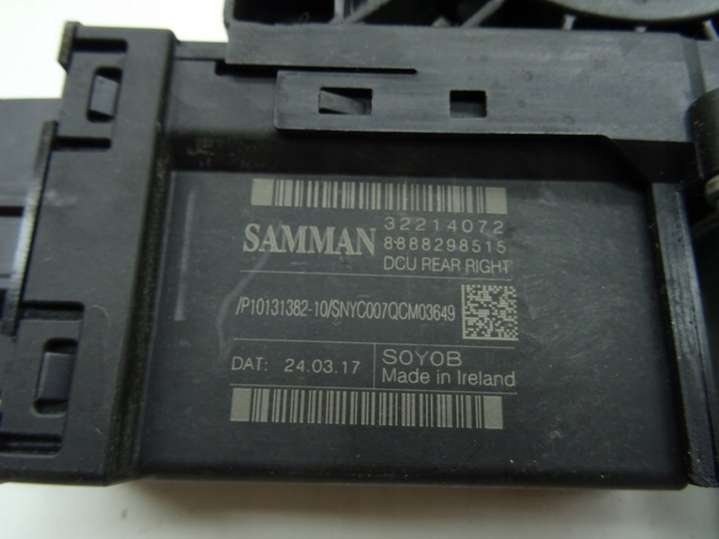 SAMMAN
32214072
8888298515
DCU REAR RIGHT
/P10131382-10/SNYC007QCM03649
DAT: 24.03.17
SOYOB
Made in Ireland